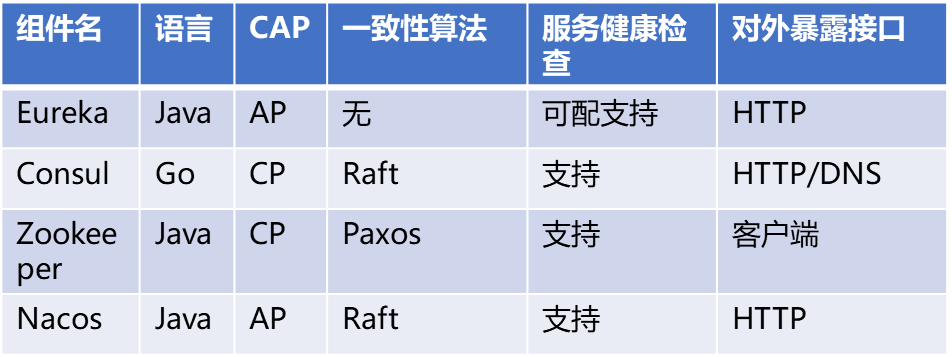 组件名 语言 CAP 一致性算法 服务健康检 对外暴露接口
查
Eureka Java AP 无 可配支持 HTTP
Consul Go CP Raft 支持 HTTP/DNS
Zookee Java CP Paxos 支持 客户端
per
Nacos Java AP Raft 支持 HTTP